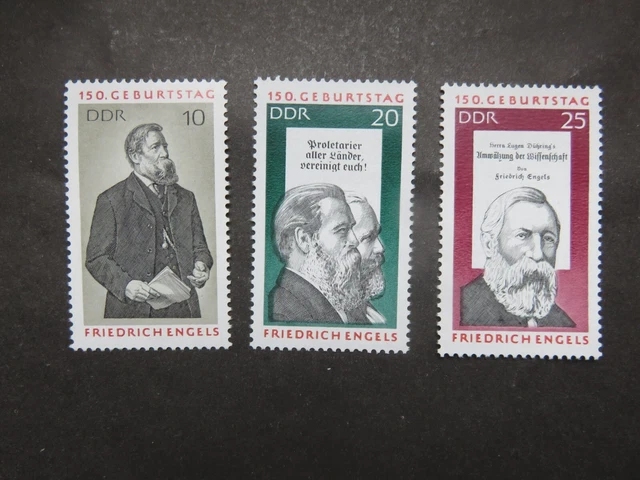 150. GEBURTSTAG
DDR 10
FRIEDRICH ENGELS
150. GEBURTSTAG
DDR 20
Proletarier
aller Länder,
vereinigt euch!
FRIEDRICH ENGELS
150. GEBURTSTAG
DDR 25
Herrn Eugen Dühring's
Umwälzung der Wissenschaft
Von
Friedrich Engels
FRIEDRICH ENGELS